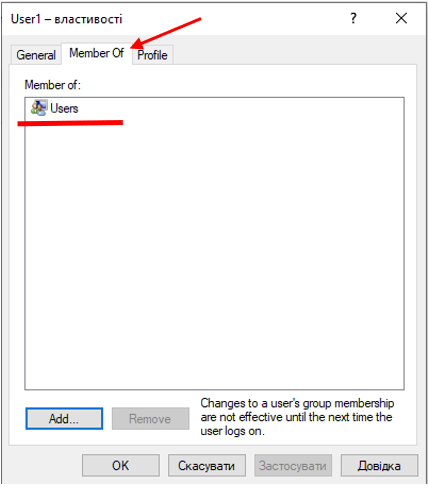 User1 – властивості
General Member Of Profile
Member of:
Users
Add... Remove
Changes to a user's group membership
are not effective until the next time the
user logs on.
OK Скасувати Застосувати Довідка